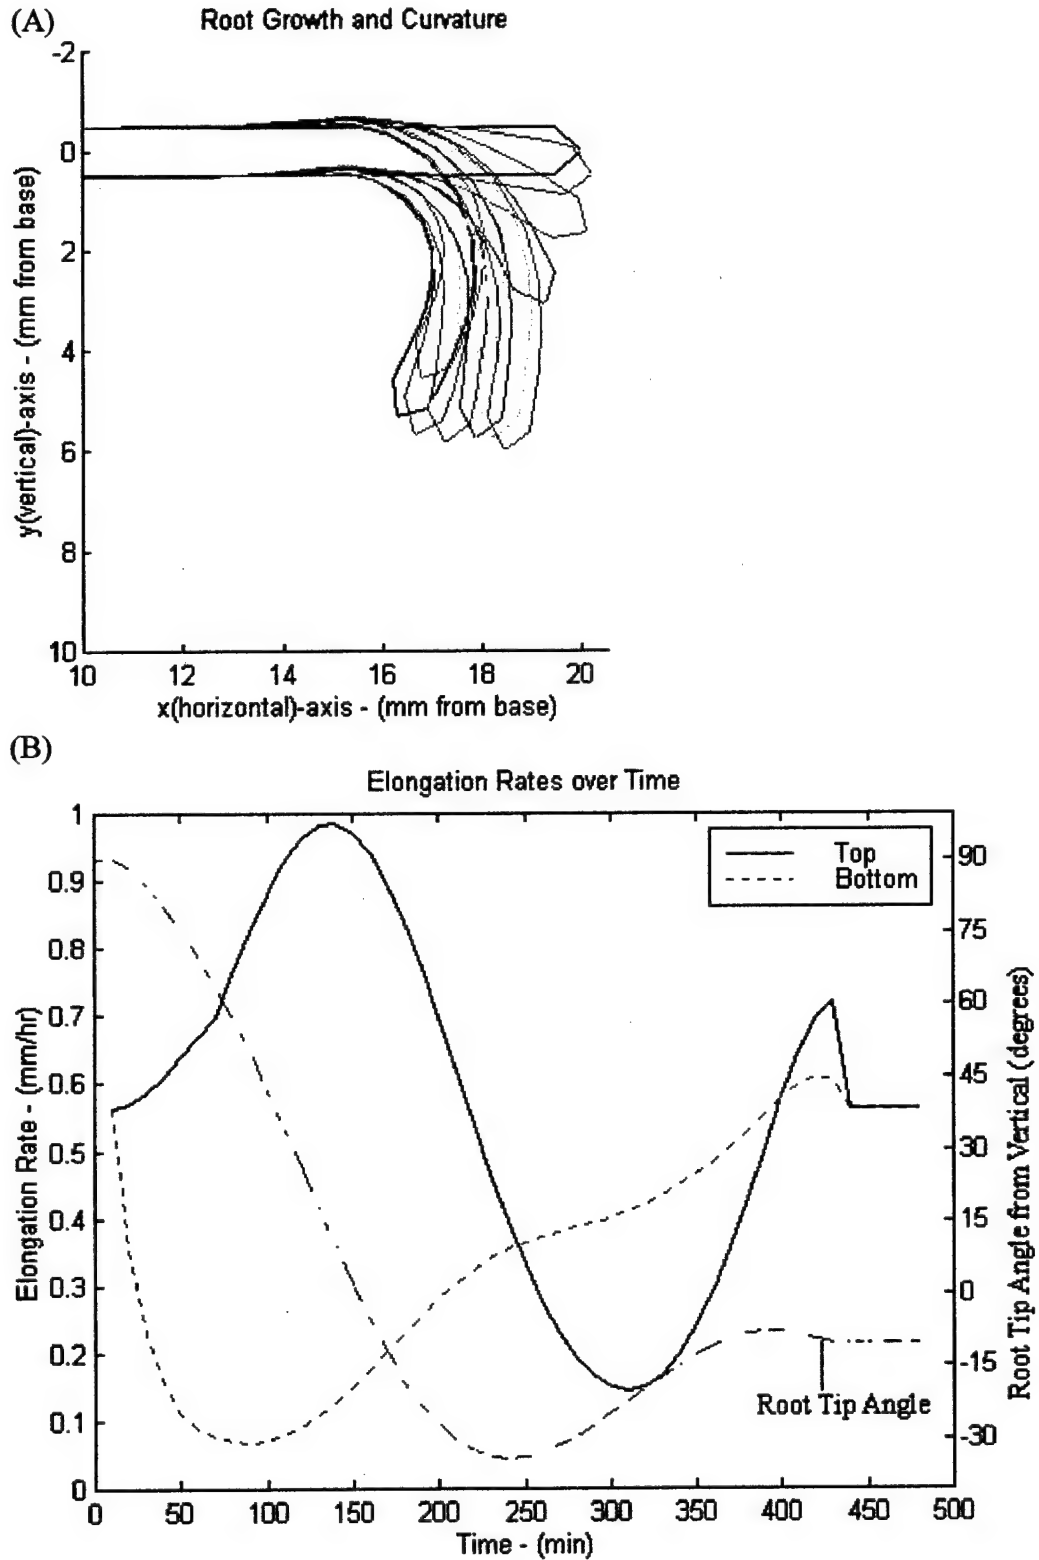 (A)
Root Growth and Curvature
-2
0
2
4
6
8
10
y(vertical)-axis - (mm from base)
10 12 14 16 18 20
x(horizontal)-axis - (mm from base)
(B)
Elongation Rates over Time
1
0.9
0.8
0.7
0.6
0.5
0.4
0.3
0.2
0.1
0
Elongation Rate - (mm/hr)
Top
Bottom
90
75
60
45
30
15
0
-15
-30
Root Tip Angle from Vertical (degrees)
Root Tip Angle
0 50 100 150 200 250 300 350 400 450 500
Time - (min)